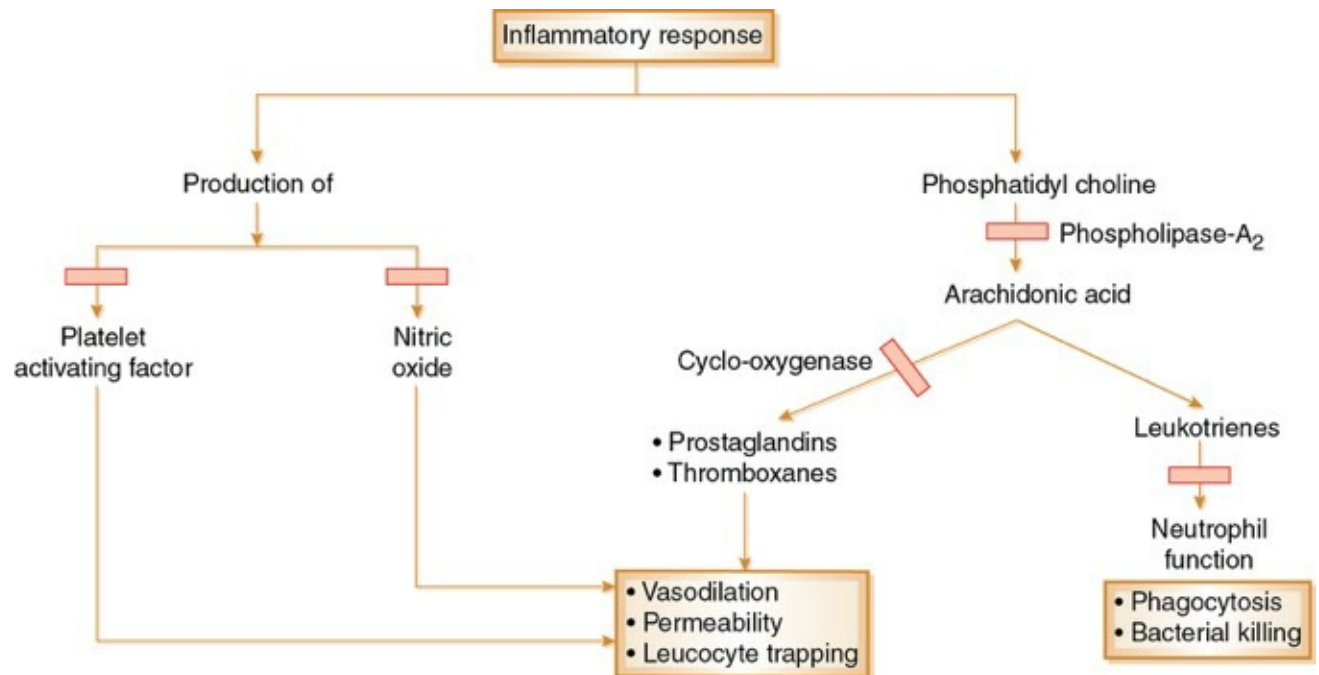 Inflammatory response
Production of
Phosphatidyl choline
Phospholipase-A₂
Arachidonic acid
Platelet
activating factor
Nitric
oxide
Cyclo-oxygenase
• Prostaglandins
• Thromboxanes
Leukotrienes
Neutrophil
function
• Vasodilation
• Permeability
• Leucocyte trapping
• Phagocytosis
• Bacterial killing